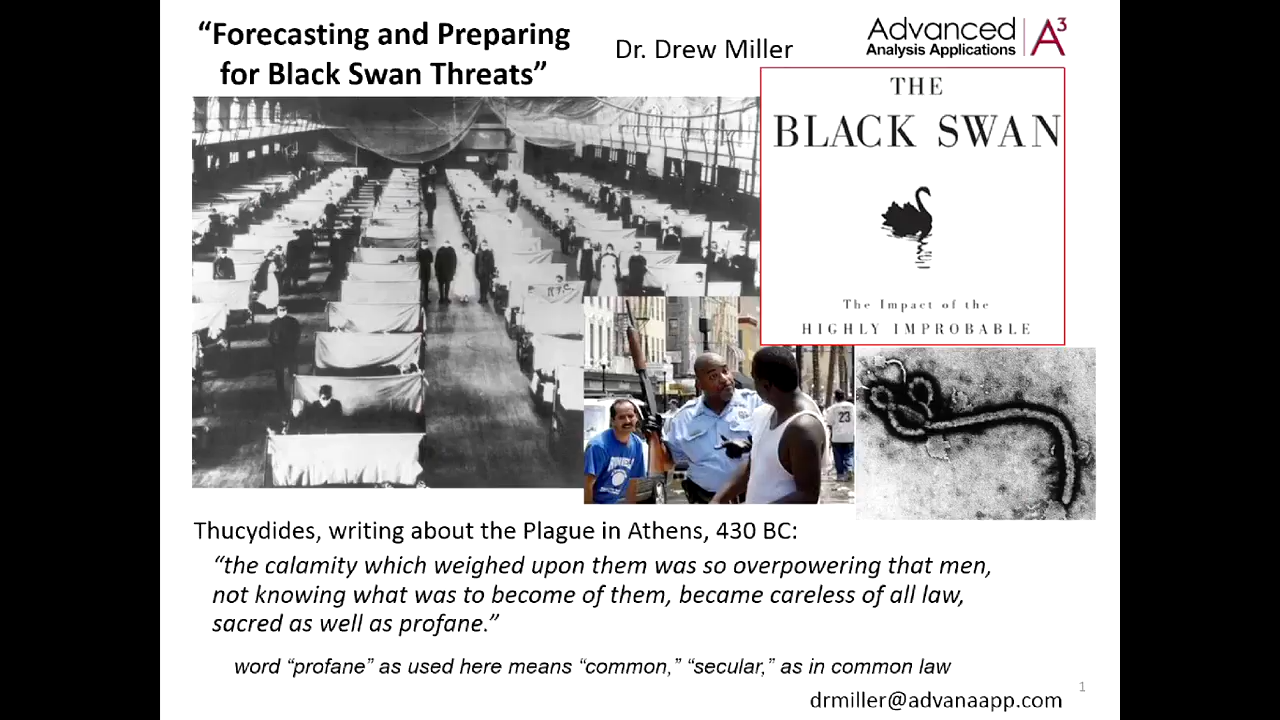 “Forecasting and Preparing
for Black Swan Threats”
Dr. Drew Miller
Advanced
Analysis Applications
A³
THE
BLACK SWAN
The Impact of the
HIGHLY IMPROBABLE
23
Thucydides, writing about the Plague in Athens, 430 BC:
“the calamity which weighed upon them was so overpowering that men,
not knowing what was to become of them, became careless of all law,
sacred as well as profane.”
word “profane” as used here means “common,” “secular,” as in common law
1
drmiller@advanaapp.com